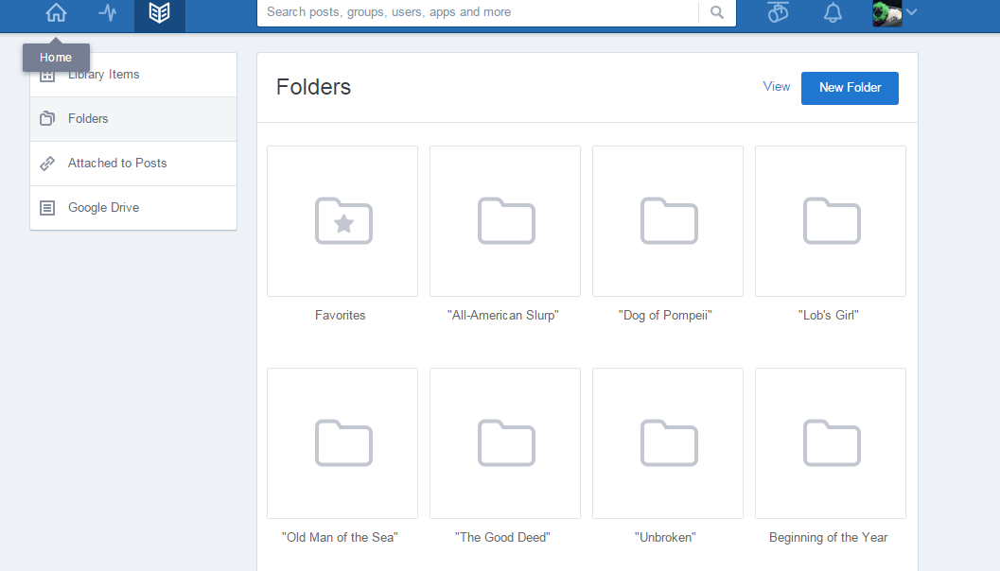 Search posts, groups, users, apps and more
Home
Library Items
Folders
Attached to Posts
Google Drive
Folders
View
New Folder
Favorites
"All-American Slurp"
"Dog of Pompeii"
"Lob's Girl"
"Old Man of the Sea"
"The Good Deed"
"Unbroken"
Beginning of the Year